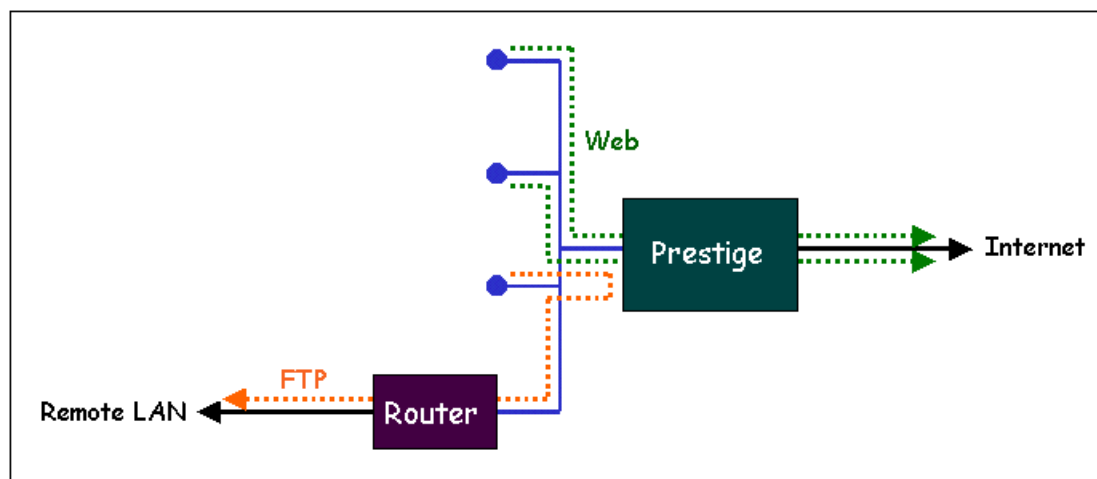 Web
Prestige
Internet
FTP
Remote LAN
Router